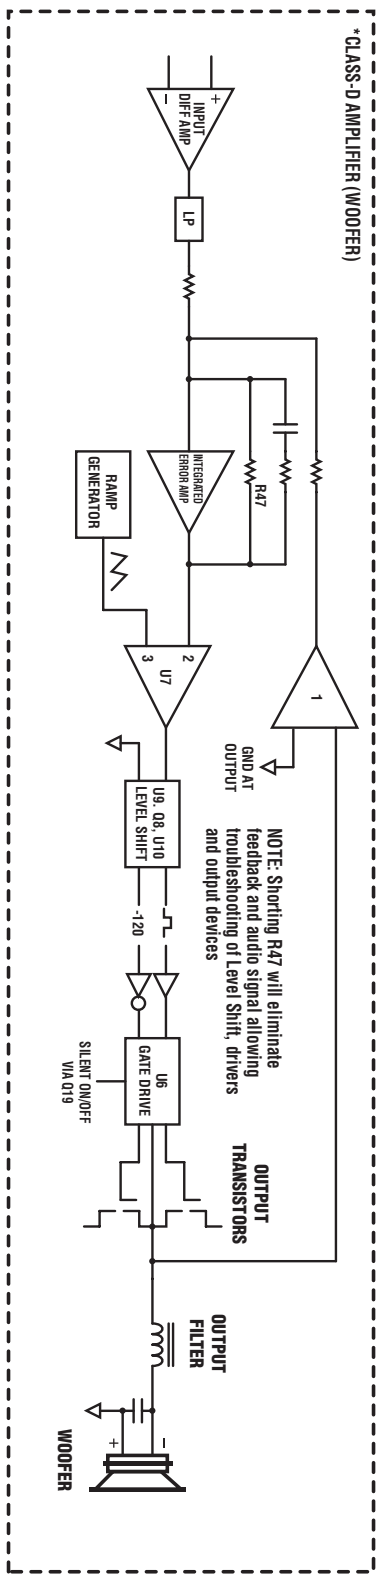 *CLASS-D AMPLIFIER (WOOFER)
+
−
INPUT
DIFF AMP
LP
R47
INTEGRATED
ERROR AMP
RAMP
GENERATOR
2
3
U7
1
GND AT
OUTPUT
NOTE: Shorting R47 will eliminate
feedback and audio signal allowing
troubleshooting of Level Shift, drivers
and output devices
U9. Q8, U10
LEVEL SHIFT
-120
U6
GATE DRIVE
SILENT ON/OFF
VIA Q19
OUTPUT
TRANSISTORS
OUTPUT
FILTER
−
+
WOOFER